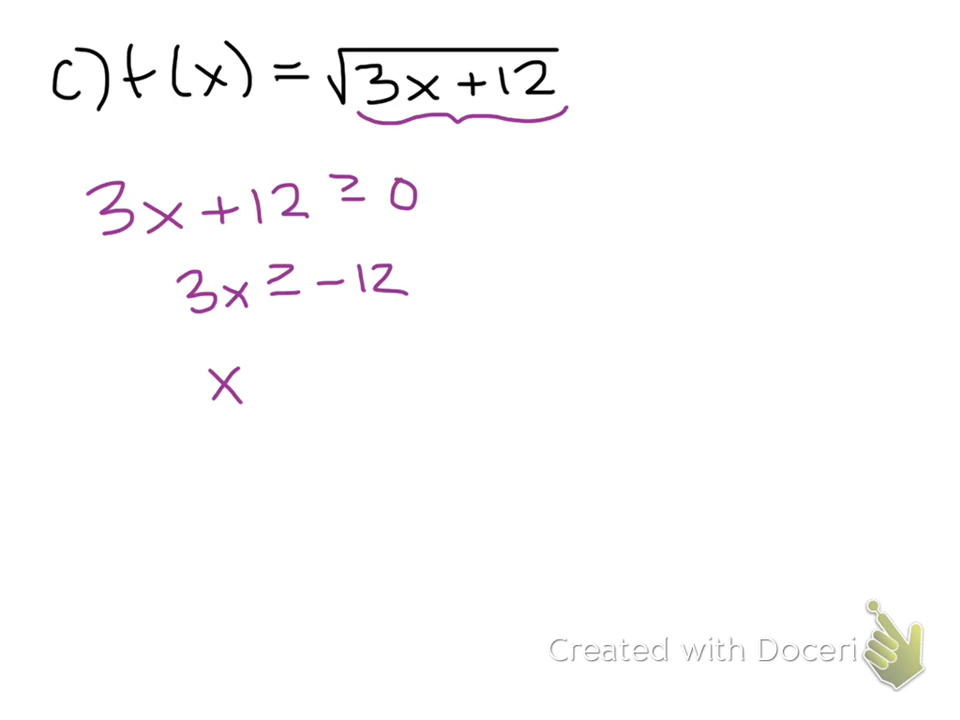 c) f(x) = √3x+12
3x+12 ≥ 0
3x ≥ -12
x
Created with Doceri